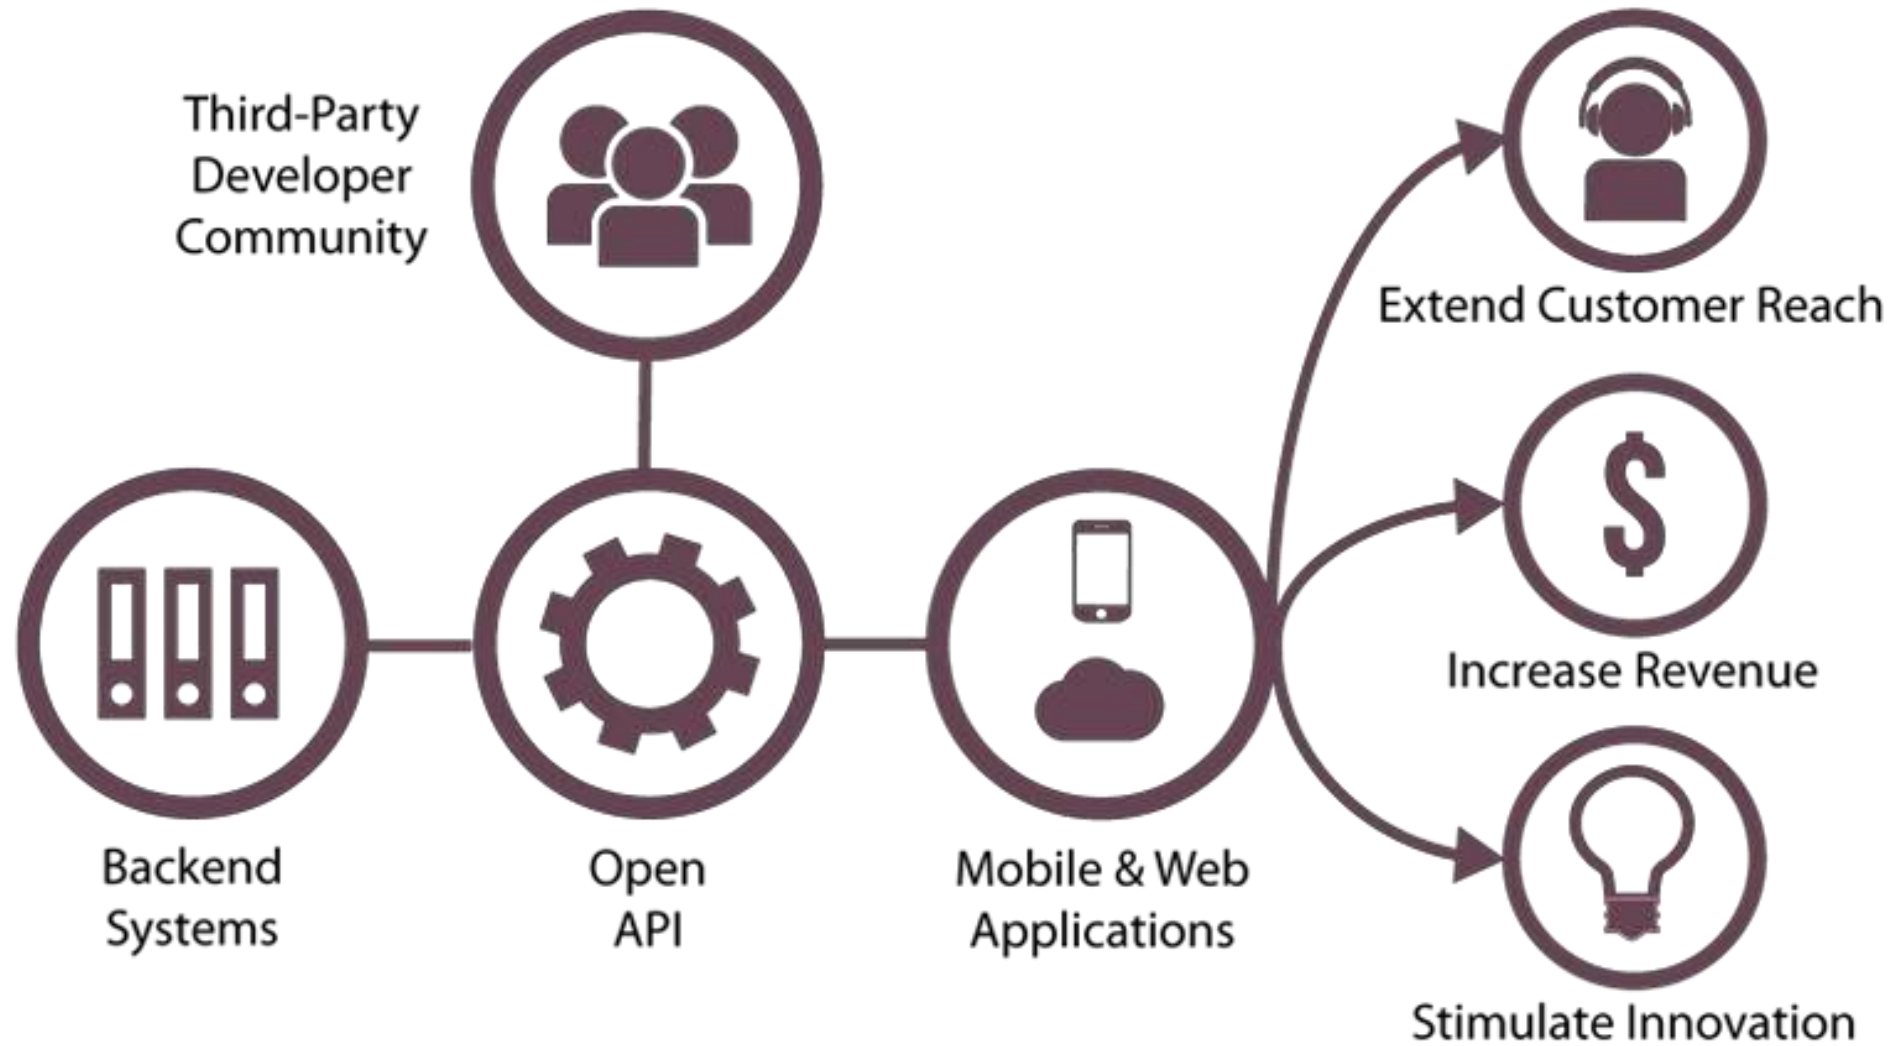 Third-Party
Developer
Community
Extend Customer Reach
Increase Revenue
Backend
Systems
Open
API
Mobile & Web
Applications
Stimulate Innovation